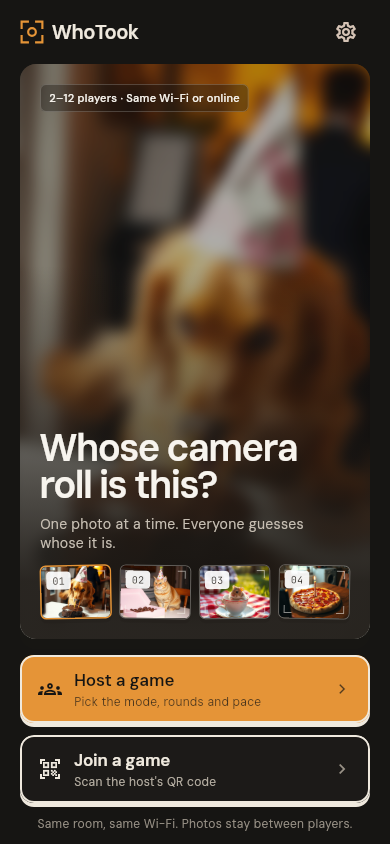 WhoTook
2–12 players · Same Wi-Fi or online
Whose camera
roll is this?
One photo at a time. Everyone guesses
whose it is.
01
02
03
04
Host a game
Pick the mode, rounds and pace
Join a game
Scan the host's QR code
Same room, same Wi-Fi. Photos stay between players.